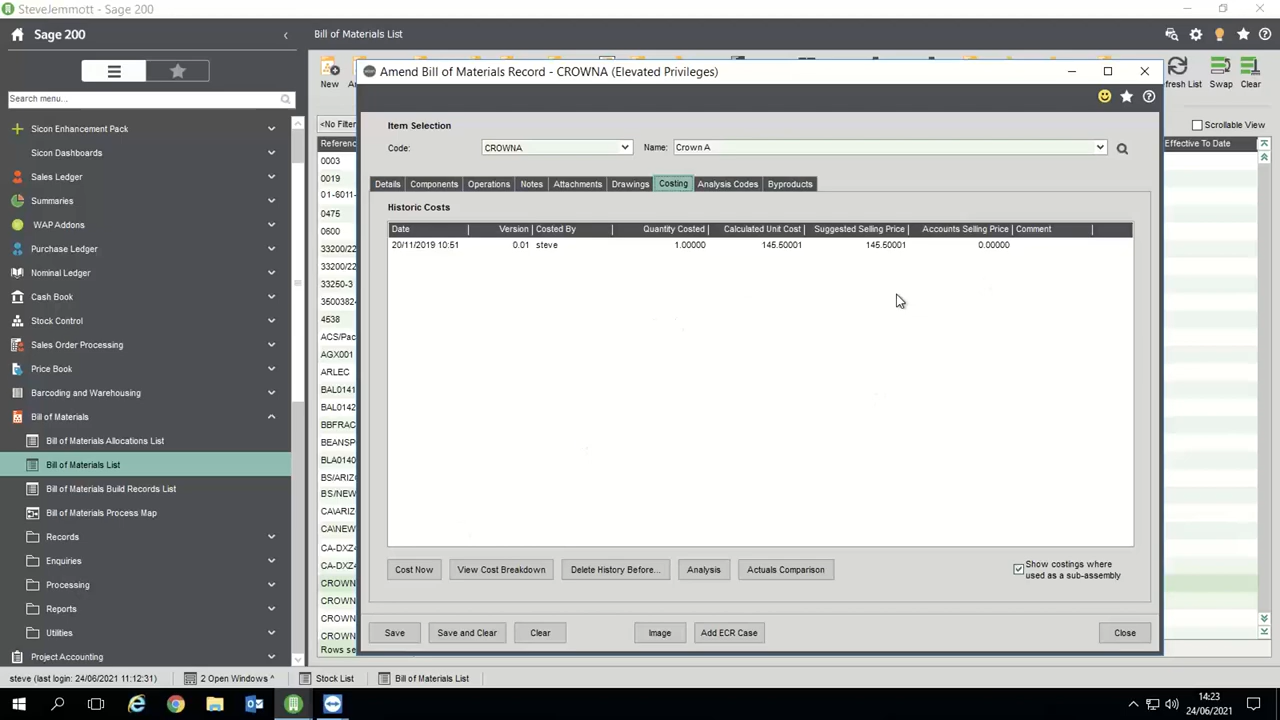 SteveJemmott - Sage 200
Sage 200
Search menu...
Sicon Enhancement Pack
Sicon Dashboards
Sales Ledger
Summaries
WAP Addons
Purchase Ledger
Nominal Ledger
Cash Book
Stock Control
Sales Order Processing
Price Book
Barcoding and Warehousing
Bill of Materials
Bill of Materials Allocations List
Bill of Materials List
Bill of Materials Build Records List
Bill of Materials Process Map
Records
Enquiries
Processing
Reports
Utilities
Project Accounting
Bill of Materials List
New
Refresh List Swap Clear
<No Filter
Scrollable View
Reference
Effective To Date
0003
0019
01-6011-
0475
0600
33200/22
33200/22
33250-3
3500382-
4538
ACS/Pac
AGX001
ARLEC
BAL0141
BAL0142
BBFRAC
BEANSP
BLA0140
BS/ARIZ
BS/NEW
CA\ARIZ
CA\NEW
CA-DXZ4
CA-DXZ4
CROWN
CROWN
CROWN
CROWN
Rows se
Amend Bill of Materials Record - CROWNA (Elevated Privileges)
Item Selection
Code: CROWNA Name: Crown A
Details Components Operations Notes Attachments Drawings Costing Analysis Codes Byproducts
Historic Costs
Date Version Costed By Quantity Costed Calculated Unit Cost Suggested Selling Price Accounts Selling Price Comment
20/11/2019 10:51 0.01 steve 1.00000 145.50001 145.50001 0.00000
Cost Now View Cost Breakdown Delete History Before... Analysis Actuals Comparison
Show costings where
used as a sub-assembly
Save Save and Clear Clear Image Add ECR Case Close
steve (last login: 24/06/2021 11:12:31) 2 Open Windows ^ Stock List Bill of Materials List
14:23
24/06/2021